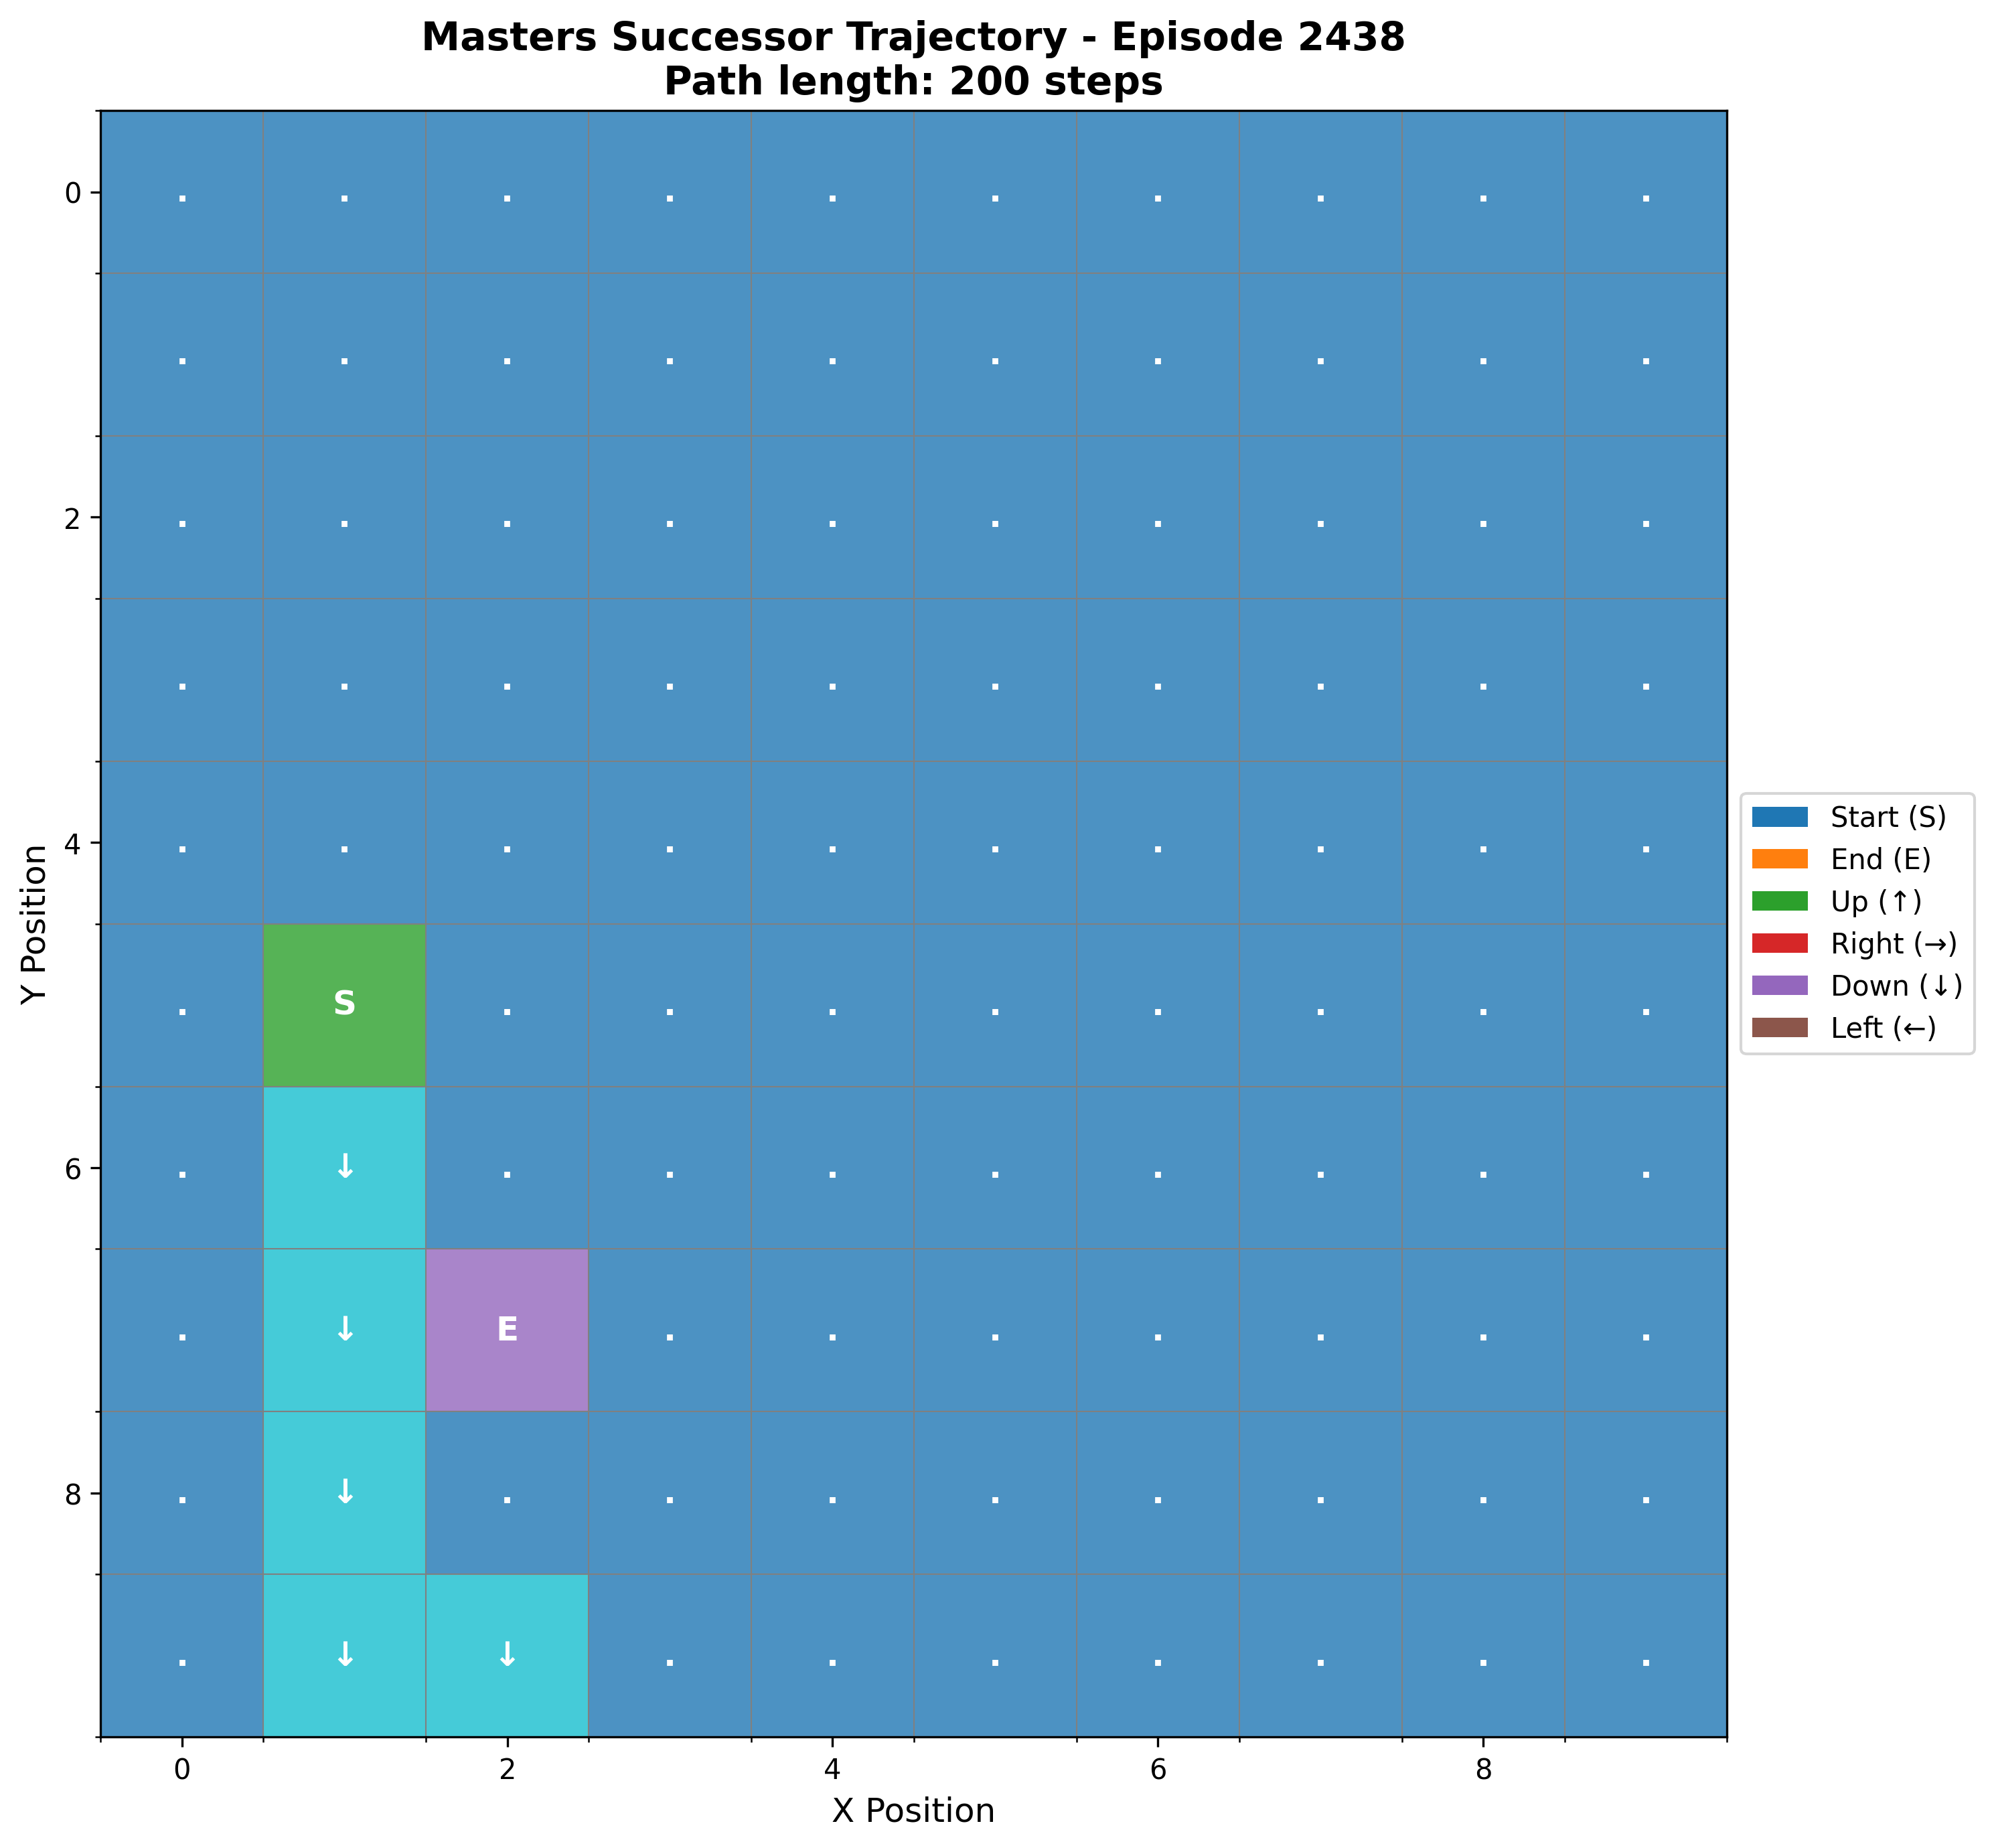 Masters Successor Trajectory - Episode 2438
Path length: 200 steps
Y Position
0
2
4
6
8
S
↓
↓ E
↓
↓ ↓
0 2 4 6 8
X Position
Start (S)
End (E)
Up (↑)
Right (→)
Down (↓)
Left (←)